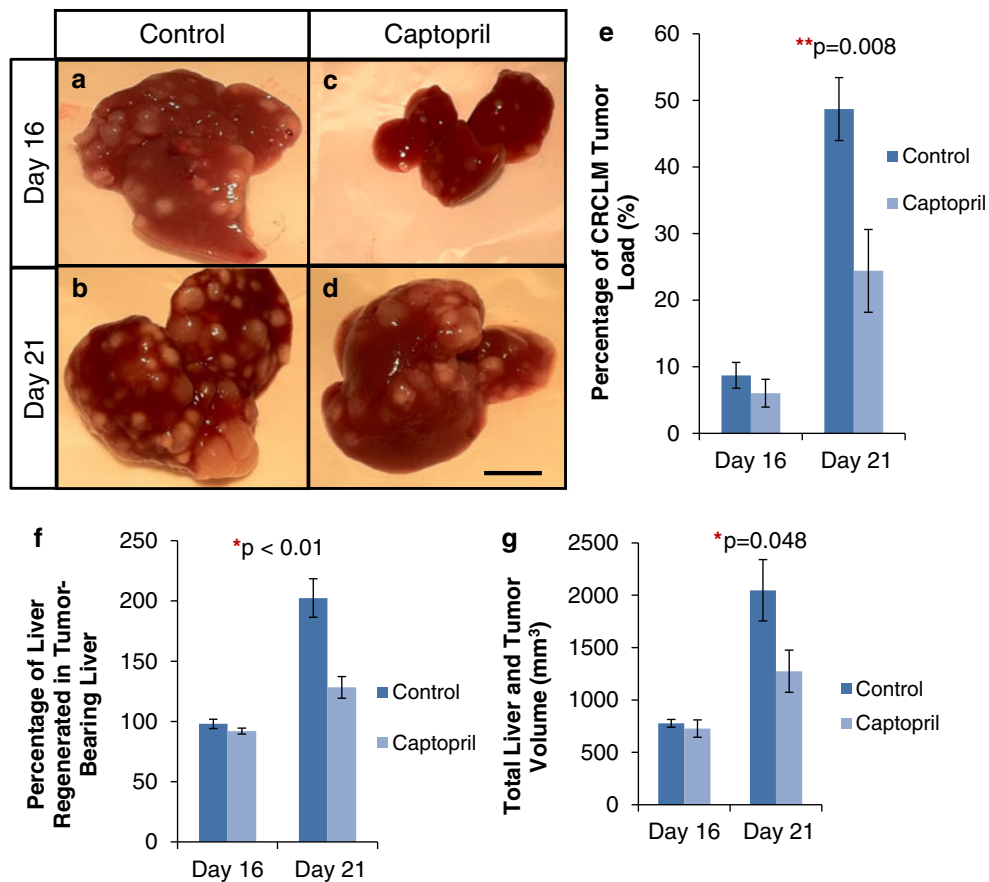 Control
Captopril
Day 16
Day 21
a
c
b
d
e
60
50
40
30
20
10
0
**p=0.008
Percentage of CRCLM Tumor
Load (%)
Control
Captopril
Day 16
Day 21
f
250
200
150
100
50
0
*p < 0.01
Percentage of Liver
Regenerated in Tumor-
Bearing Liver
Control
Captopril
Day 16
Day 21
g
2500
2000
1500
1000
500
0
*p=0.048
Total Liver and Tumor
Volume (mm³)
Control
Captopril
Day 16
Day 21